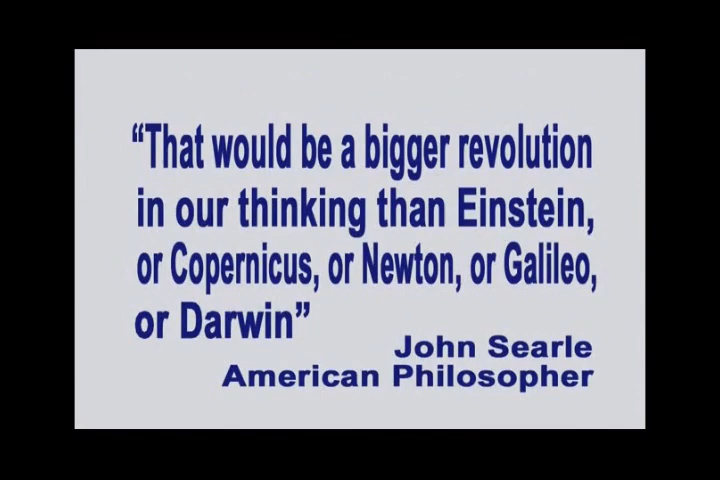 “That would be a bigger revolution
in our thinking than Einstein,
or Copernicus, or Newton, or Galileo,
or Darwin”
John Searle
American Philosopher